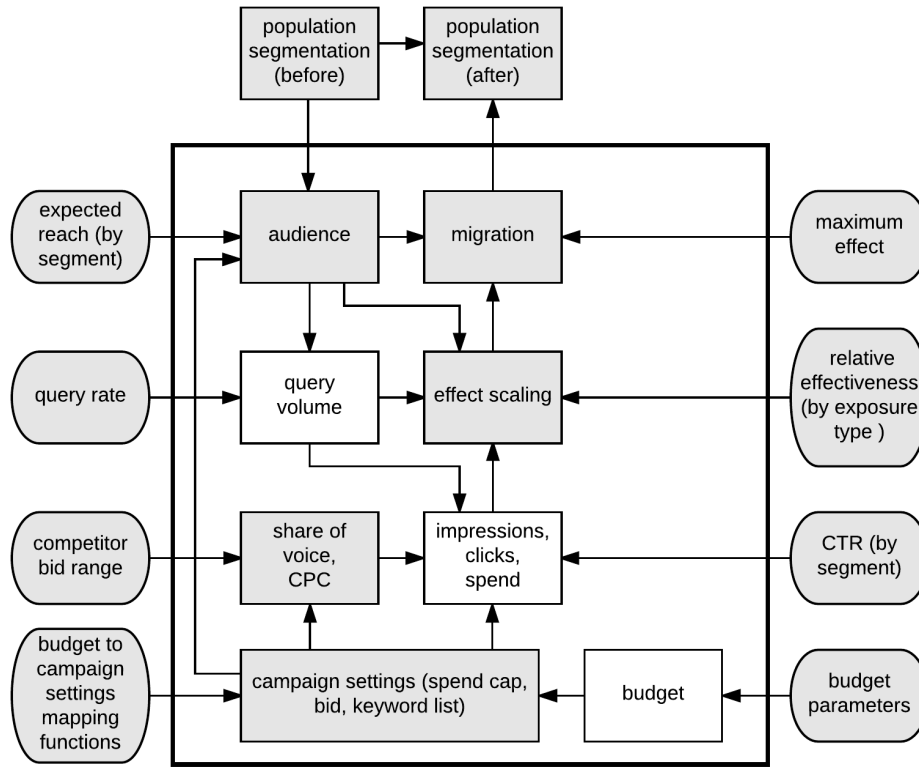 population
segmentation
(before)
population
segmentation
(after)
expected
reach (by
segment)
audience
migration
maximum
effect
query rate
query
volume
effect scaling
relative
effectiveness
(by exposure
type )
competitor
bid range
share of
voice,
CPC
impressions,
clicks,
spend
CTR (by
segment)
budget to
campaign
settings
mapping
functions
campaign settings (spend cap,
bid, keyword list)
budget
budget
parameters